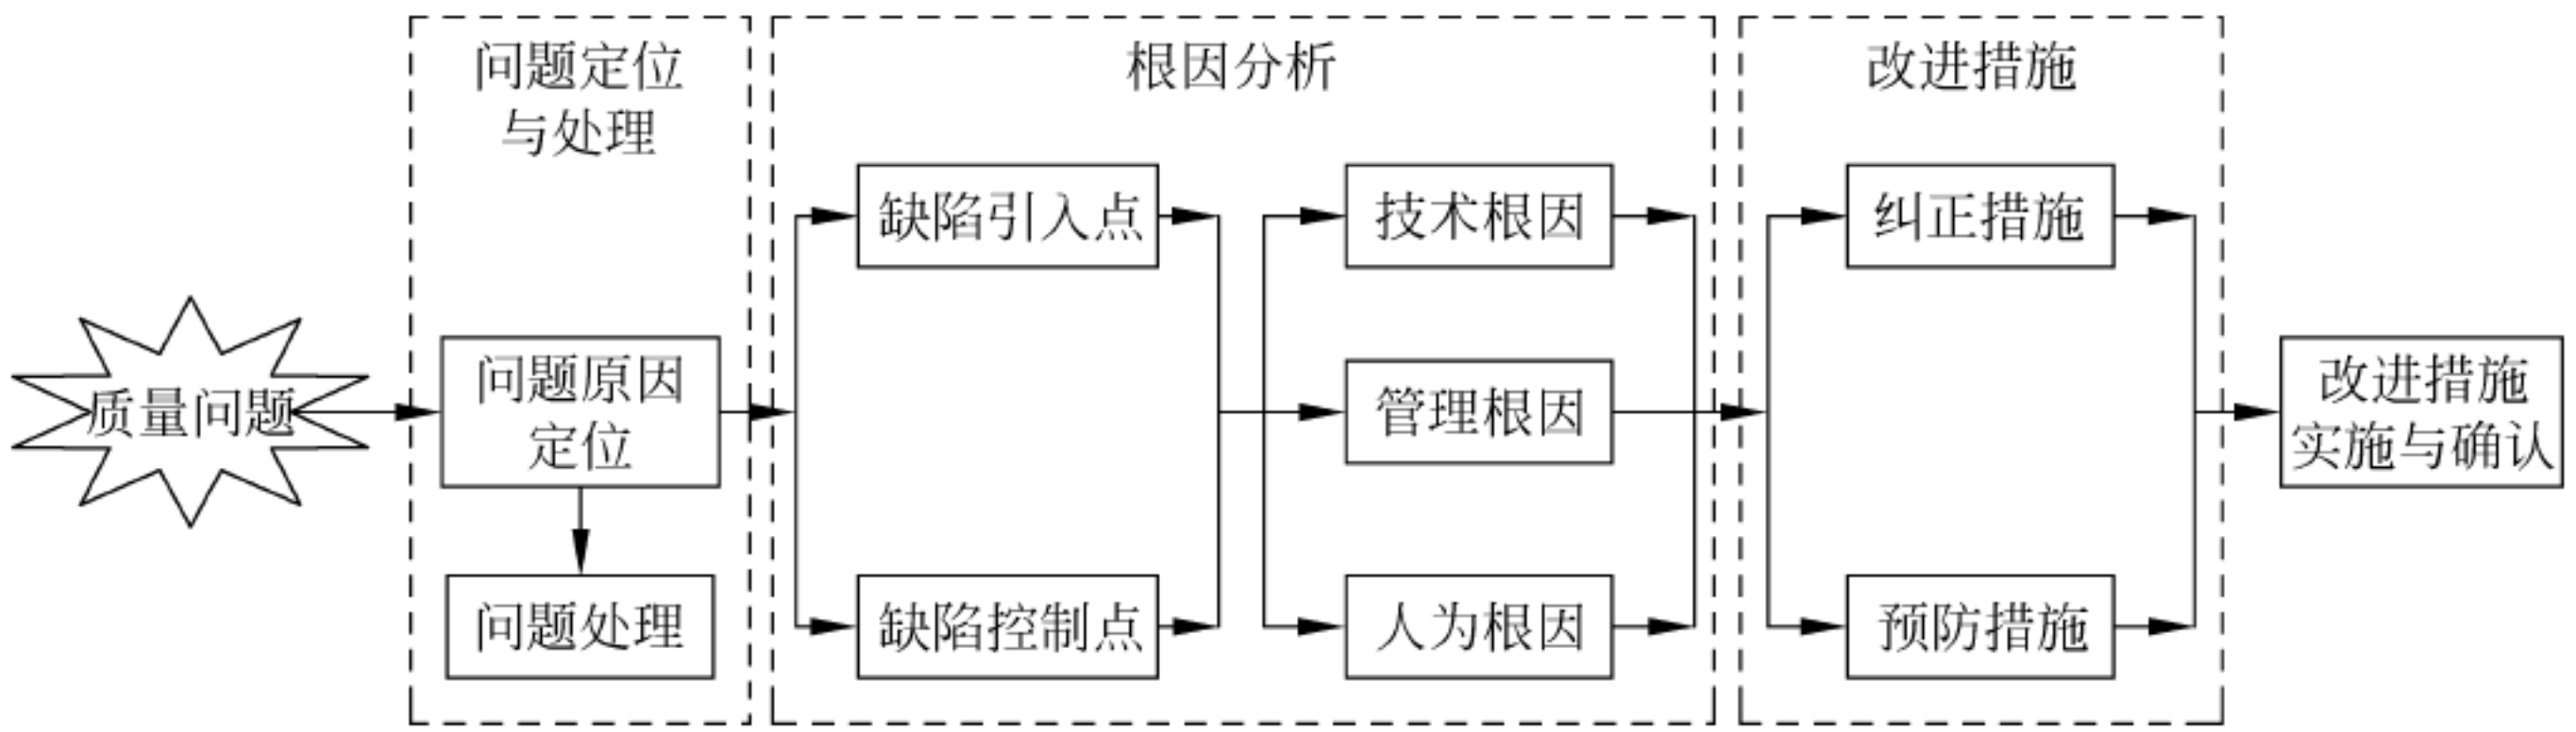 质量问题
问题定位
与处理
问题原因
定位
问题处理
根因分析
缺陷引入点
缺陷控制点
技术根因
管理根因
人为根因
改进措施
纠正措施
预防措施
改进措施
实施与确认